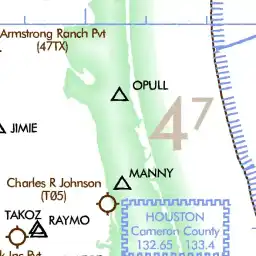 Armstrong Ranch Pvt
(47TX)
OPULL
47
JIMIE
MANNY
Charles R Johnson
(T05)
TAKOZ
RAYMO
HOUSTON
Cameron County
132.65 133.4
Pvt